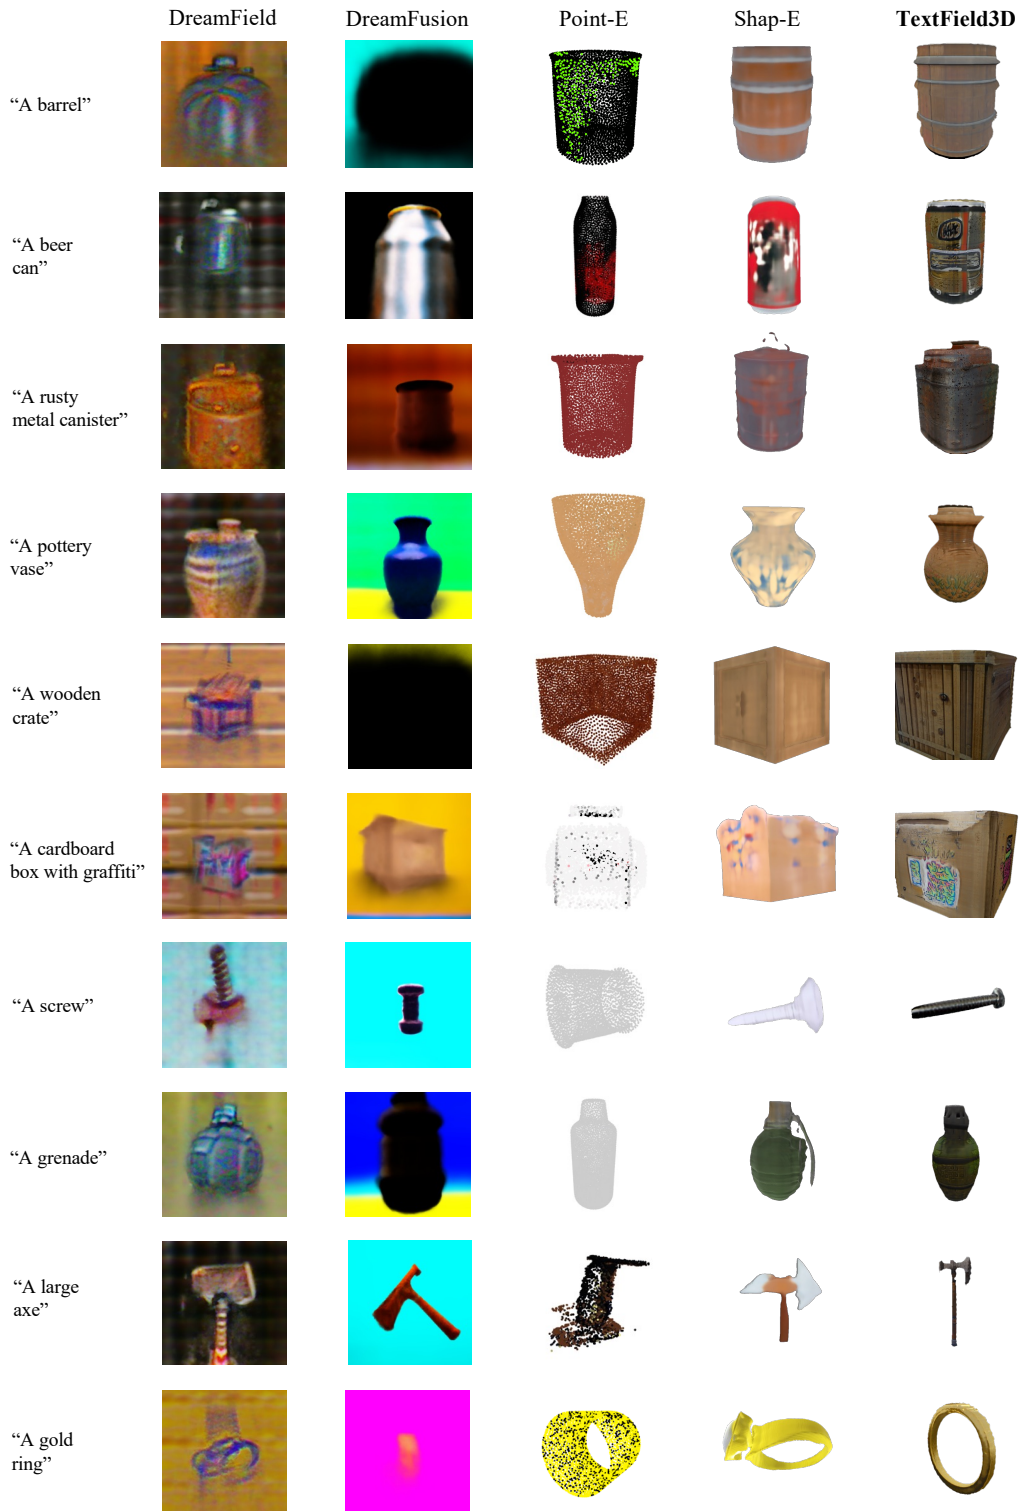 DreamField DreamFusion Point-E Shap-E TextField3D
“A barrel”
“A beer
can”
“A rusty
metal canister”
“A pottery
vase”
“A wooden
crate”
“A cardboard
box with graffiti”
“A screw”
“A grenade”
“A large
axe”
“A gold
ring”